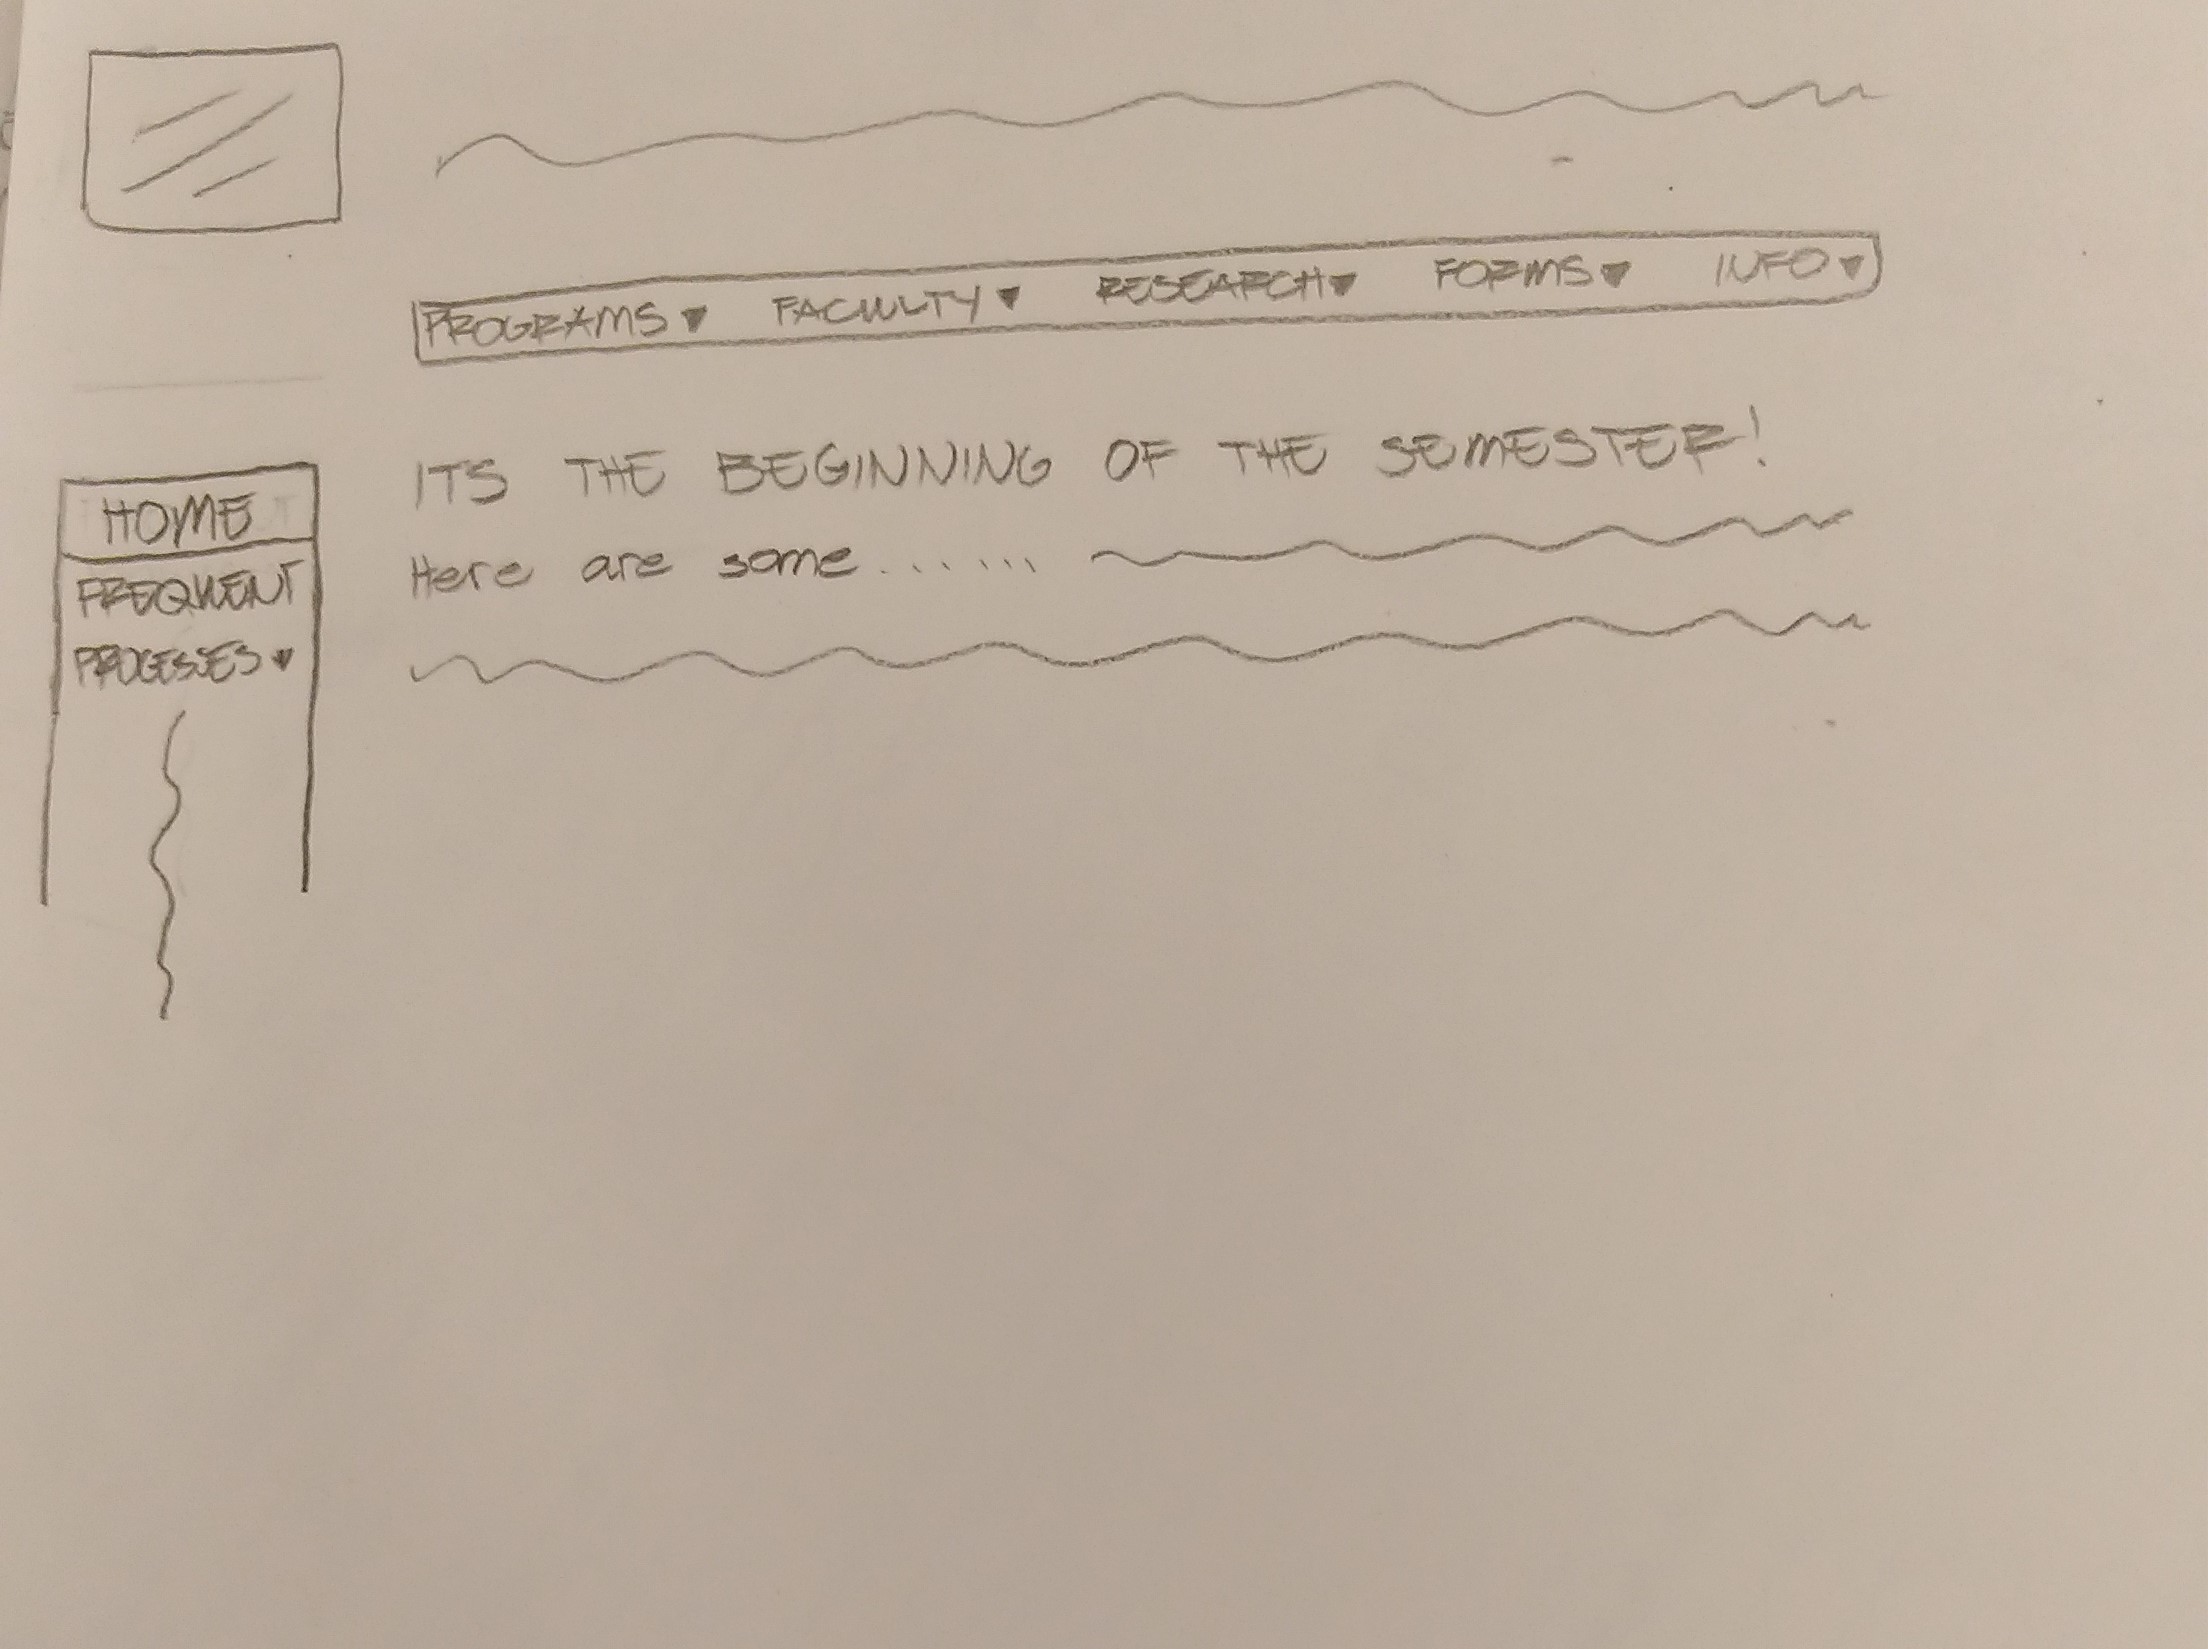 PROGRAMS ▾ FACULTY ▾ RESEARCH ▾ FORMS ▾ INFO ▾
ITS THE BEGINNING OF THE SEMESTER!
Here are some.......
HOME
FREQUENT
PROCESSES ▾